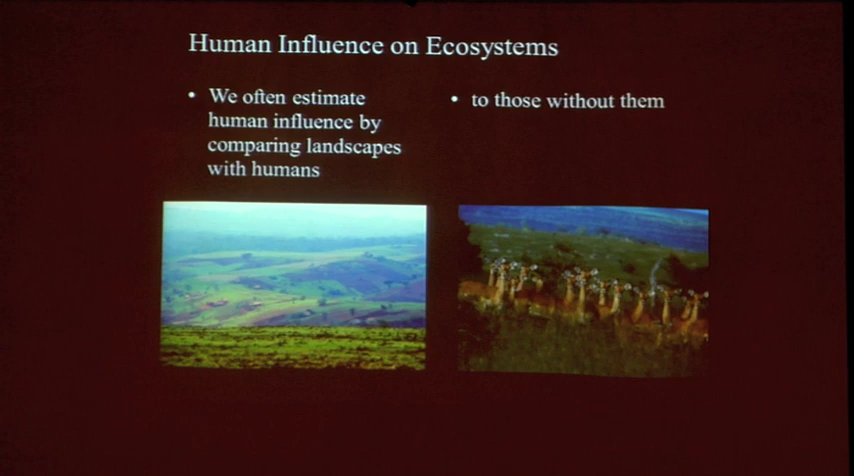 Human Influence on Ecosystems
• We often estimate
human influence by
comparing landscapes
with humans
• to those without them